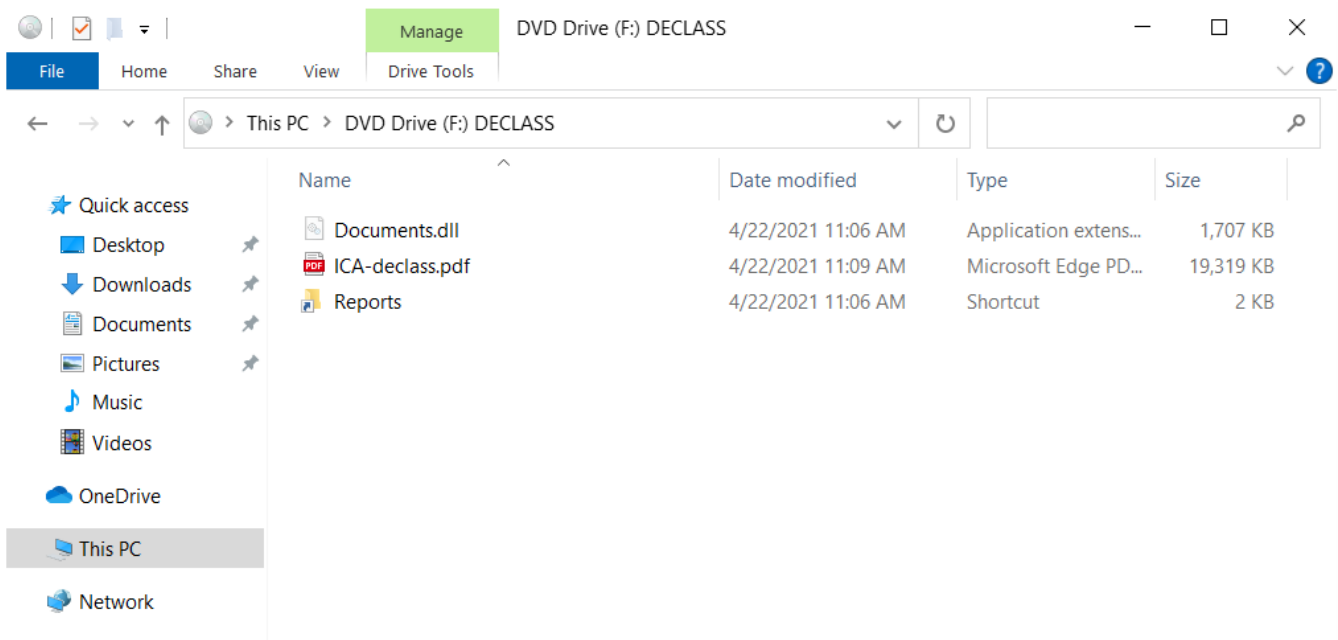 Manage
DVD Drive (F:) DECLASS
File
Home
Share
View
Drive Tools
?
This PC > DVD Drive (F:) DECLASS
Name
Date modified
Type
Size
Quick access
Desktop
Downloads
Documents
Pictures
Music
Videos
OneDrive
This PC
Network
Documents.dll 4/22/2021 11:06 AM Application extens... 1,707 KB
PDF ICA-declass.pdf 4/22/2021 11:09 AM Microsoft Edge PD... 19,319 KB
Reports 4/22/2021 11:06 AM Shortcut 2 KB